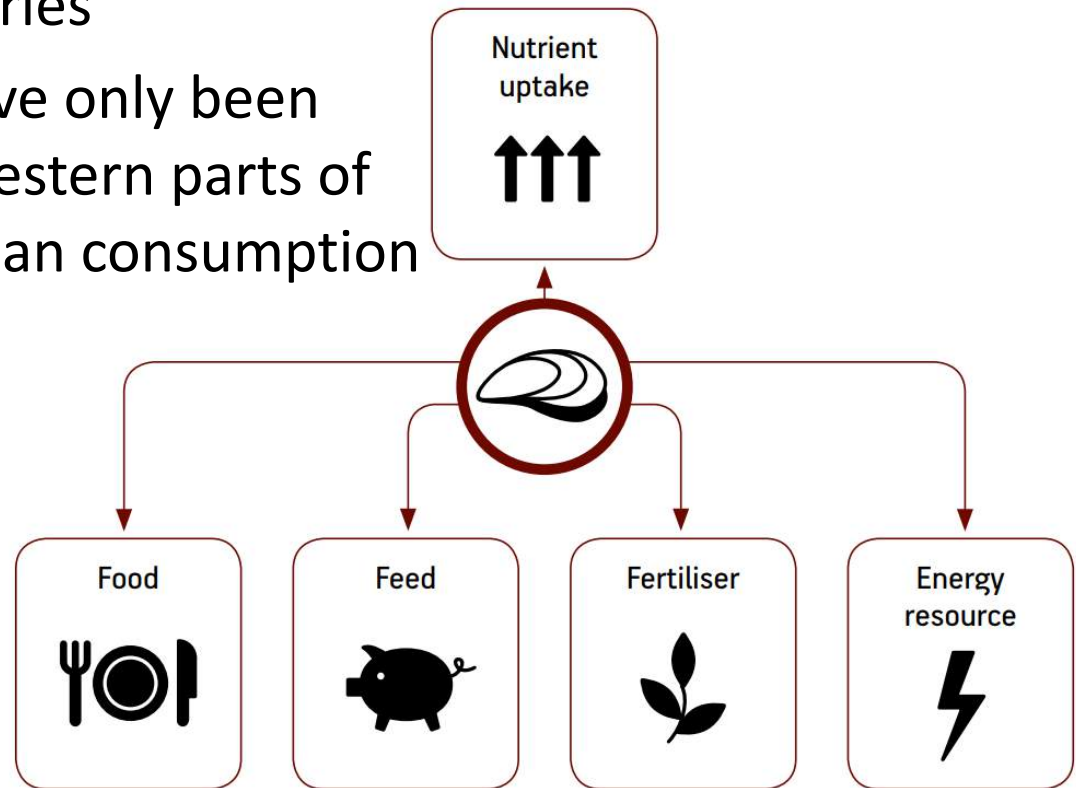 ries
ve only been
estern parts of
an consumption
Nutrient
uptake
Food
Feed
Fertiliser
Energy
resource